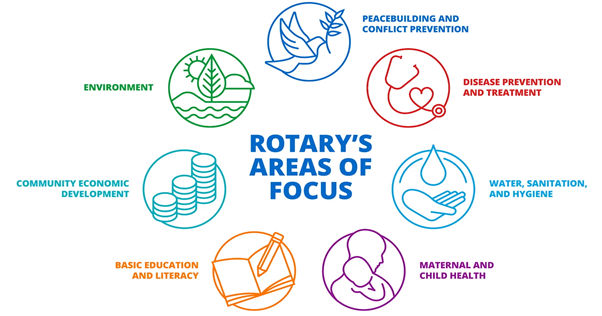 PEACEBUILDING AND
CONFLICT PREVENTION
ENVIRONMENT
DISEASE PREVENTION
AND TREATMENT
ROTARY'S
AREAS OF
FOCUS
COMMUNITY ECONOMIC
DEVELOPMENT
WATER, SANITATION,
AND HYGIENE
BASIC EDUCATION
AND LITERACY
MATERNAL AND
CHILD HEALTH